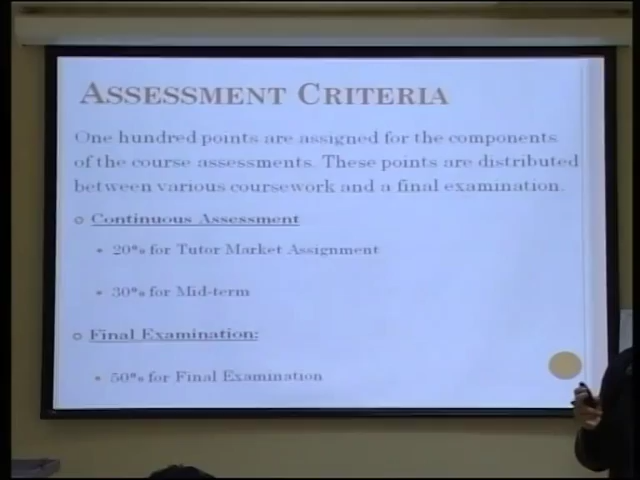 ASSESSMENT CRITERIA
One hundred points are assigned for the components
of the course assessments. These points are distributed
between various coursework and a final examination.
Continuous Assessment
20% for Tutor Market Assignment
30% for Mid-term
Final Examination:
50% for Final Examination